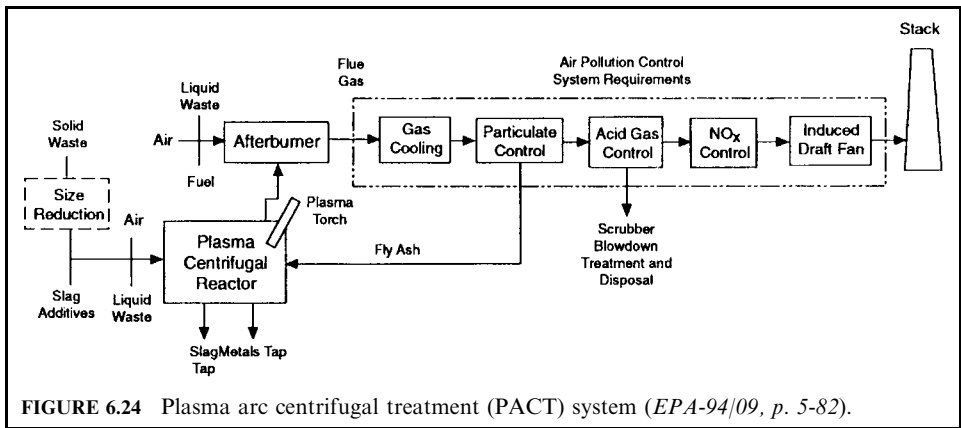 Stack
Flue
Gas
Air Pollution Control
System Requirements
Liquid
Waste
Solid
Waste
Air
Afterburner
Gas
Cooling
Particulate
Control
Acid Gas
Control
NOX
Control
Induced
Draft Fan
Fuel
Size
Reduction
Air
Plasma
Torch
Plasma
Centrifugal
Reactor
Fly Ash
Scrubber
Blowdown
Treatment and
Disposal
Slag
Additives
Liquid
Waste
Slag
Tap
Metals Tap
FIGURE 6.24 Plasma arc centrifugal treatment (PACT) system (EPA-94/09, p. 5-82).